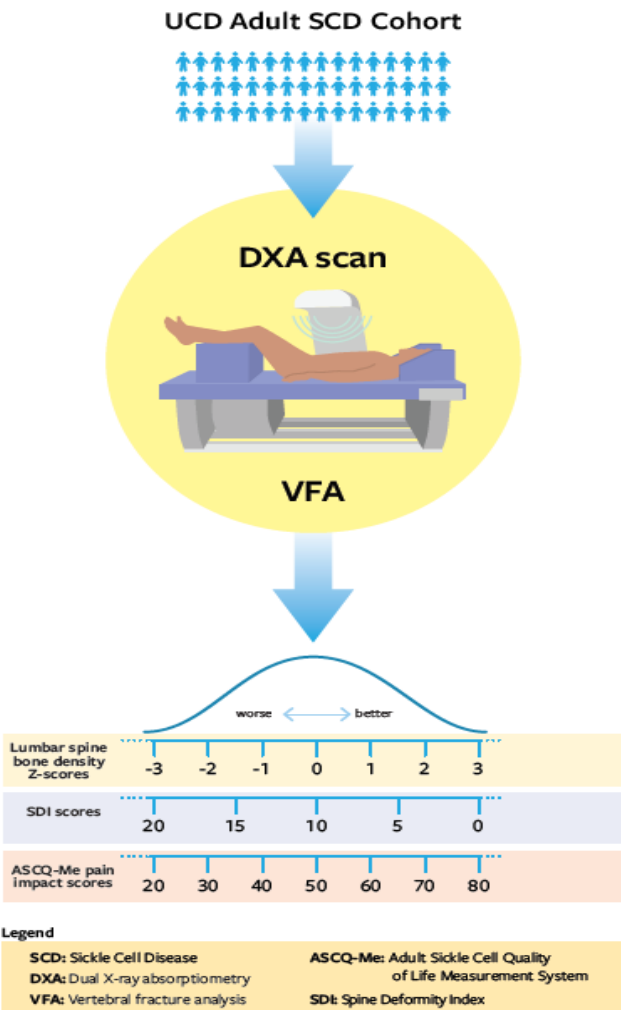 UCD Adult SCD Cohort
DXA scan
VFA
worse better
Lumbar spine
bone density
Z-scores
-3 -2 -1 0 1 2 3
SDI scores
20 15 10 5 0
ASCQ-Me pain
impact scores
20 30 40 50 60 70 80
Legend
SCD: Sickle Cell Disease
DXA: Dual X-ray absorptiometry
VFA: Vertebral fracture analysis
ASCQ-Me: Adult Sickle Cell Quality
of Life Measurement System
SDI: Spine Deformity Index